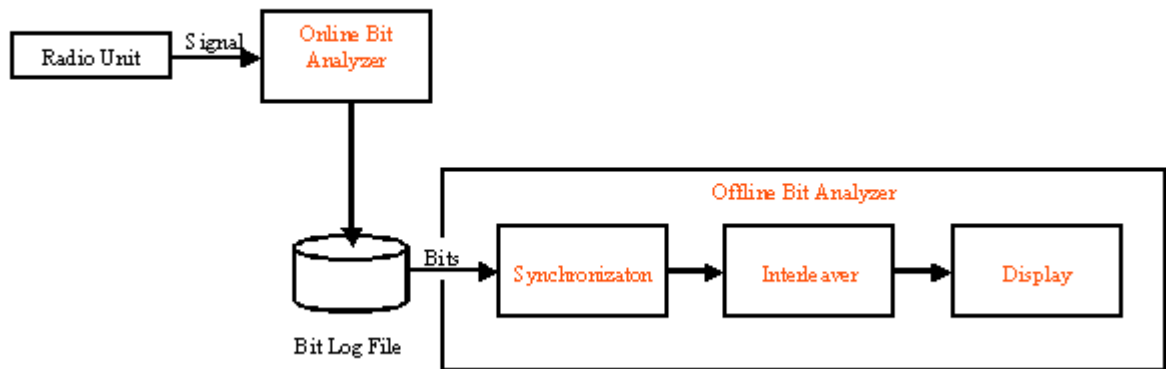 Radio Unit
Signal
Online Bit
Analyzer
Offline Bit Analyzer
Bits
Synchronizaton
Interleaver
Display
Bit Log File